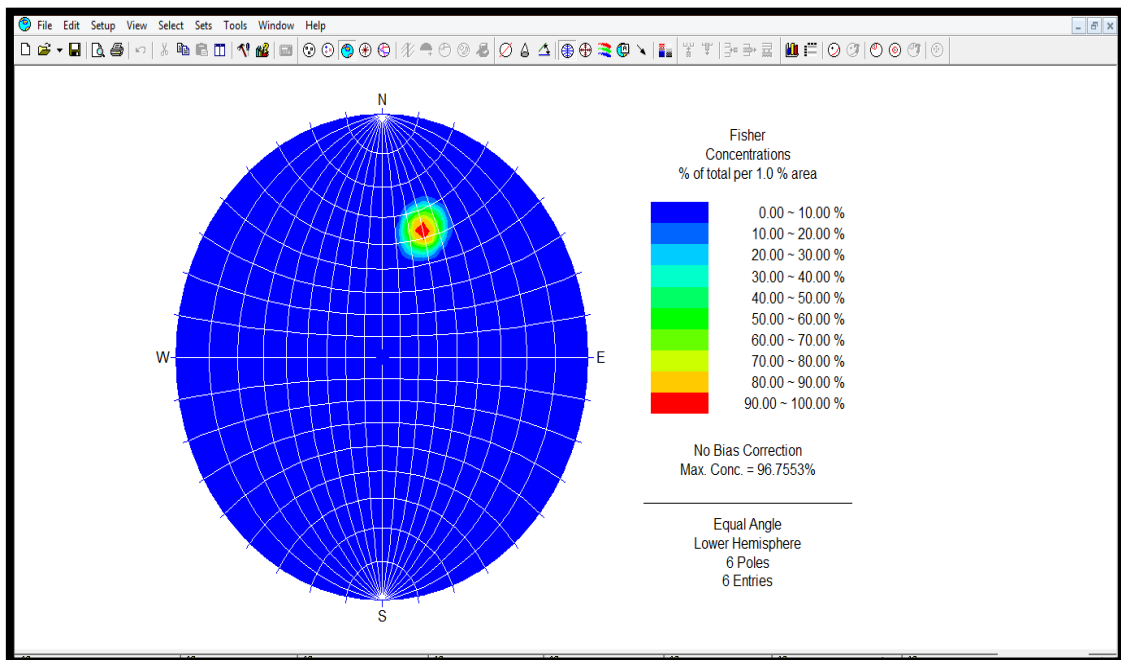 File Edit Setup View Select Sets Tools Window Help
N
W
E
S
Fisher
Concentrations
% of total per 1.0 % area
0.00 ~ 10.00 %
10.00 ~ 20.00 %
20.00 ~ 30.00 %
30.00 ~ 40.00 %
40.00 ~ 50.00 %
50.00 ~ 60.00 %
60.00 ~ 70.00 %
70.00 ~ 80.00 %
80.00 ~ 90.00 %
90.00 ~ 100.00 %
No Bias Correction
Max. Conc. = 96.7553%
Equal Angle
Lower Hemisphere
6 Poles
6 Entries